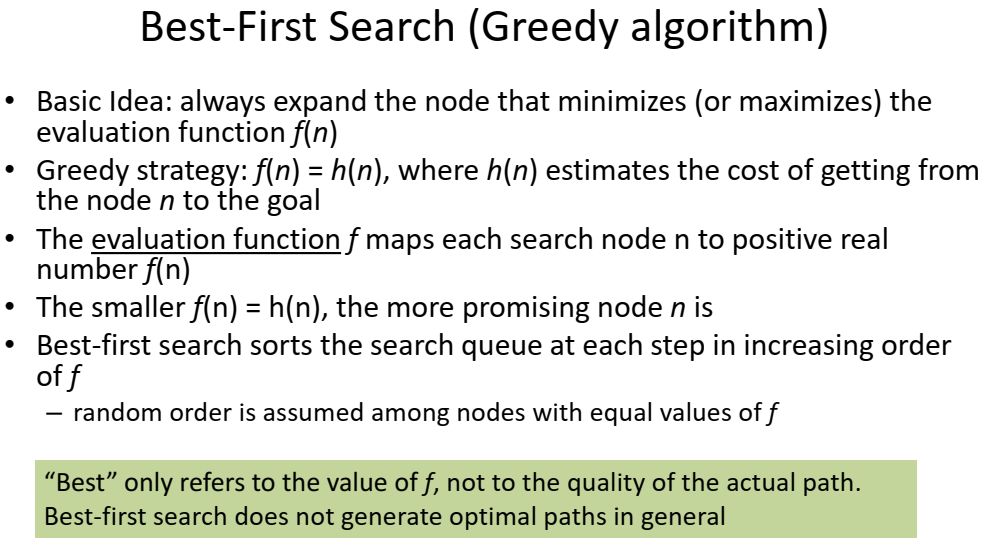 Best-First Search (Greedy algorithm)
• Basic Idea: always expand the node that minimizes (or maximizes) the
evaluation function f(n)
• Greedy strategy: f(n) = h(n), where h(n) estimates the cost of getting from
the node n to the goal
• The evaluation function f maps each search node n to positive real
number f(n)
• The smaller f(n) = h(n), the more promising node n is
• Best-first search sorts the search queue at each step in increasing order
of f
– random order is assumed among nodes with equal values of f
“Best” only refers to the value of f, not to the quality of the actual path.
Best-first search does not generate optimal paths in general